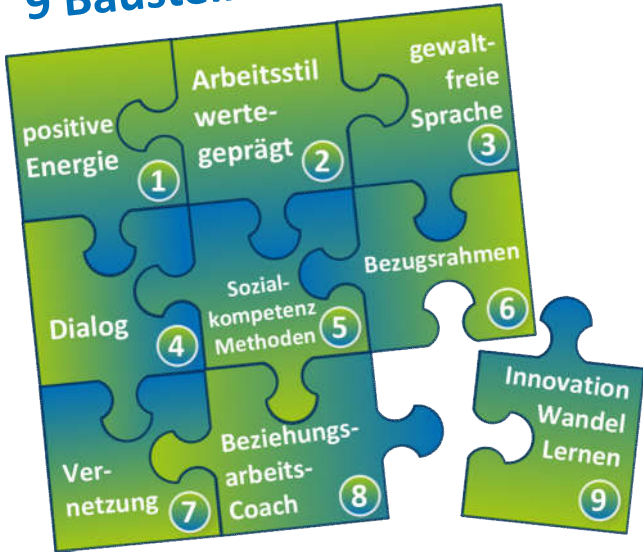 9
positive
Energie
1
Arbeitsstil
werte-
geprägt
2
gewalt-
freie
Sprache
3
Dialog
4
Sozial-
kompetenz
Methoden
5
Bezugsrahmen
6
Ver-
netzung
7
Beziehungs-
arbeits-
Coach
8
Innovation
Wandel
Lernen
9